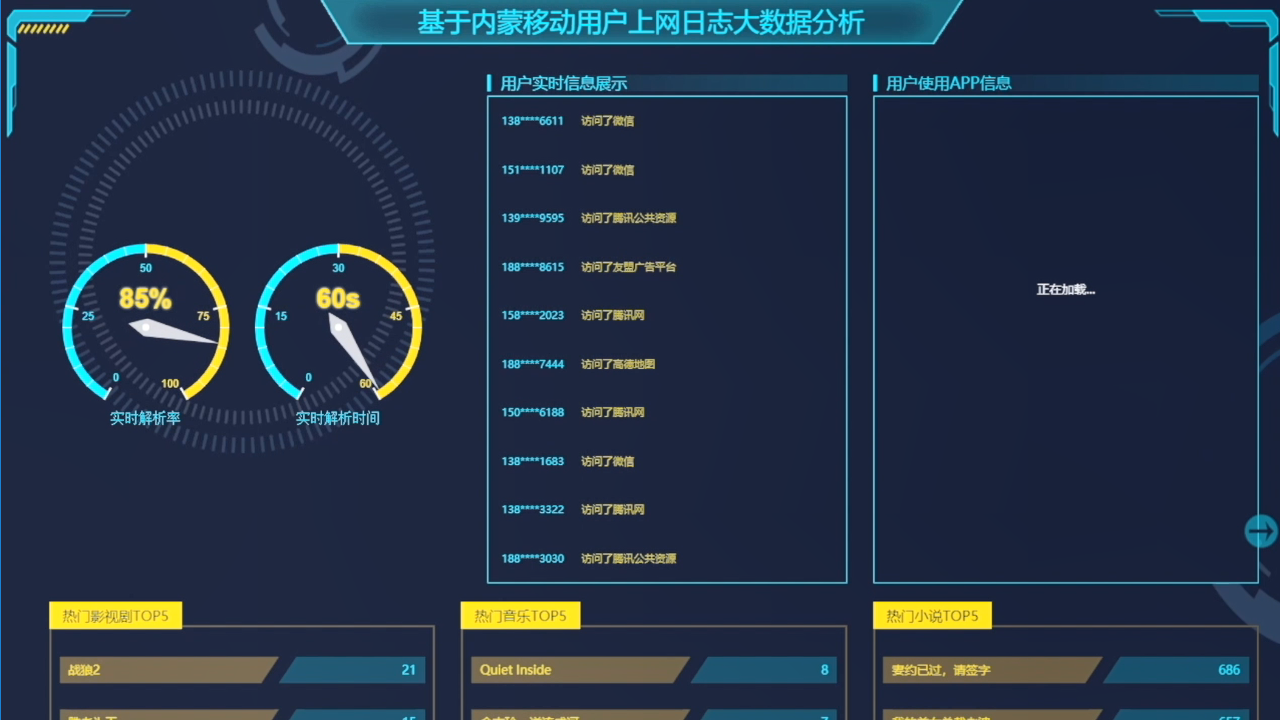 基于内蒙移动用户上网日志大数据分析
用户实时信息展示
138****6611 访问了微信
151****1107 访问了微信
139****9595 访问了腾讯公共资源
188****8615 访问了友盟广告平台
158****2023 访问了腾讯网
188****7444 访问了高德地图
150****6188 访问了腾讯网
138****1683 访问了微信
138****3322 访问了腾讯网
188****3030 访问了腾讯公共资源
用户使用APP信息
正在加载...
50
85%
25 75
0 100
实时解析率
30
60s
15 45
0 60
实时解析时间
热门影视剧TOP5
战狼2 21
热门音乐TOP5
Quiet Inside 8
热门小说TOP5
妻约已过，请签字 686